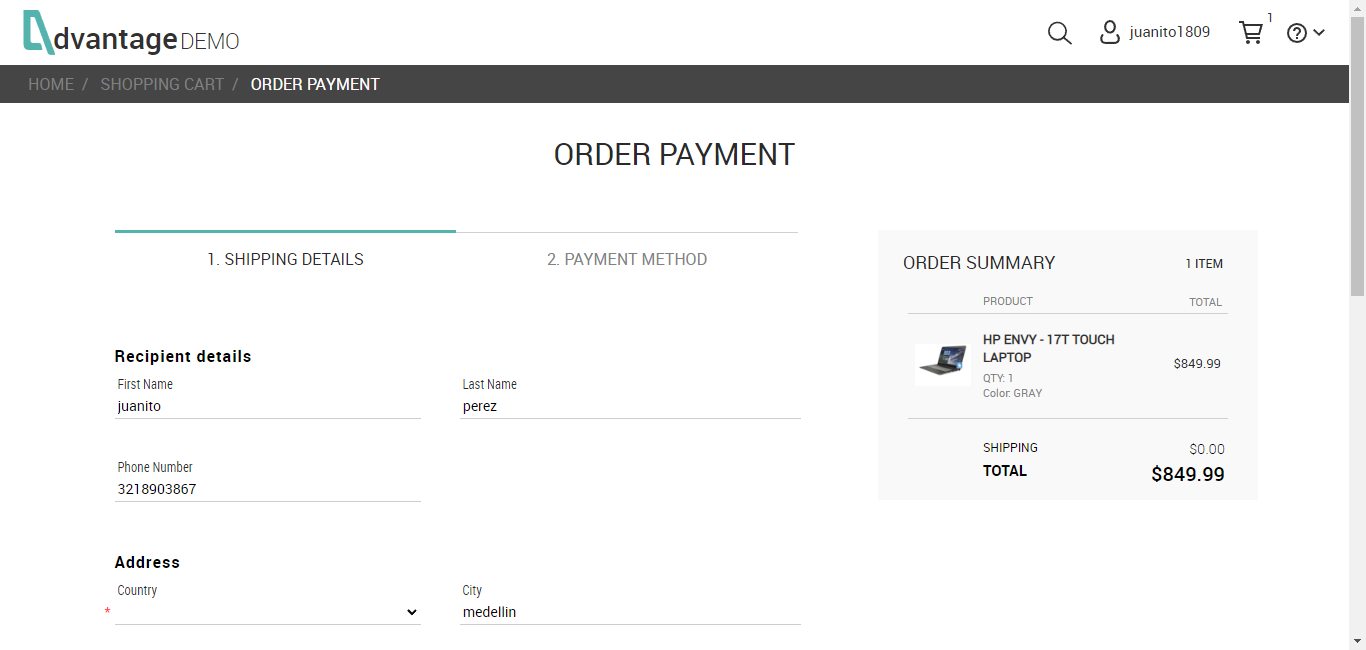 Advantage DEMO
juanito1809
1
?
HOME / SHOPPING CART / ORDER PAYMENT
ORDER PAYMENT
1. SHIPPING DETAILS
2. PAYMENT METHOD
Recipient details
First Name
juanito
Last Name
perez
Phone Number
3218903867
Address
Country
*
City
medellin
ORDER SUMMARY
1 ITEM
PRODUCT
TOTAL
HP ENVY - 17T TOUCH
LAPTOP
$849.99
QTY: 1
Color: GRAY
SHIPPING
$0.00
TOTAL
$849.99